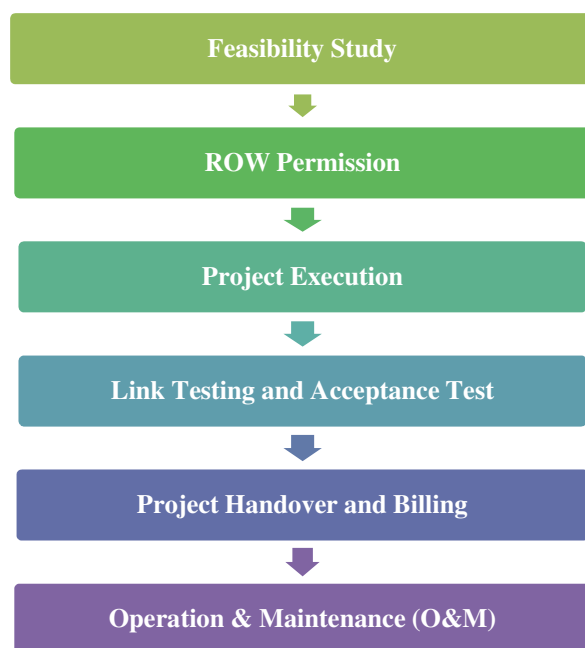 Feasibility Study
ROW Permission
Project Execution
Link Testing and Acceptance Test
Project Handover and Billing
Operation & Maintenance (O&M)